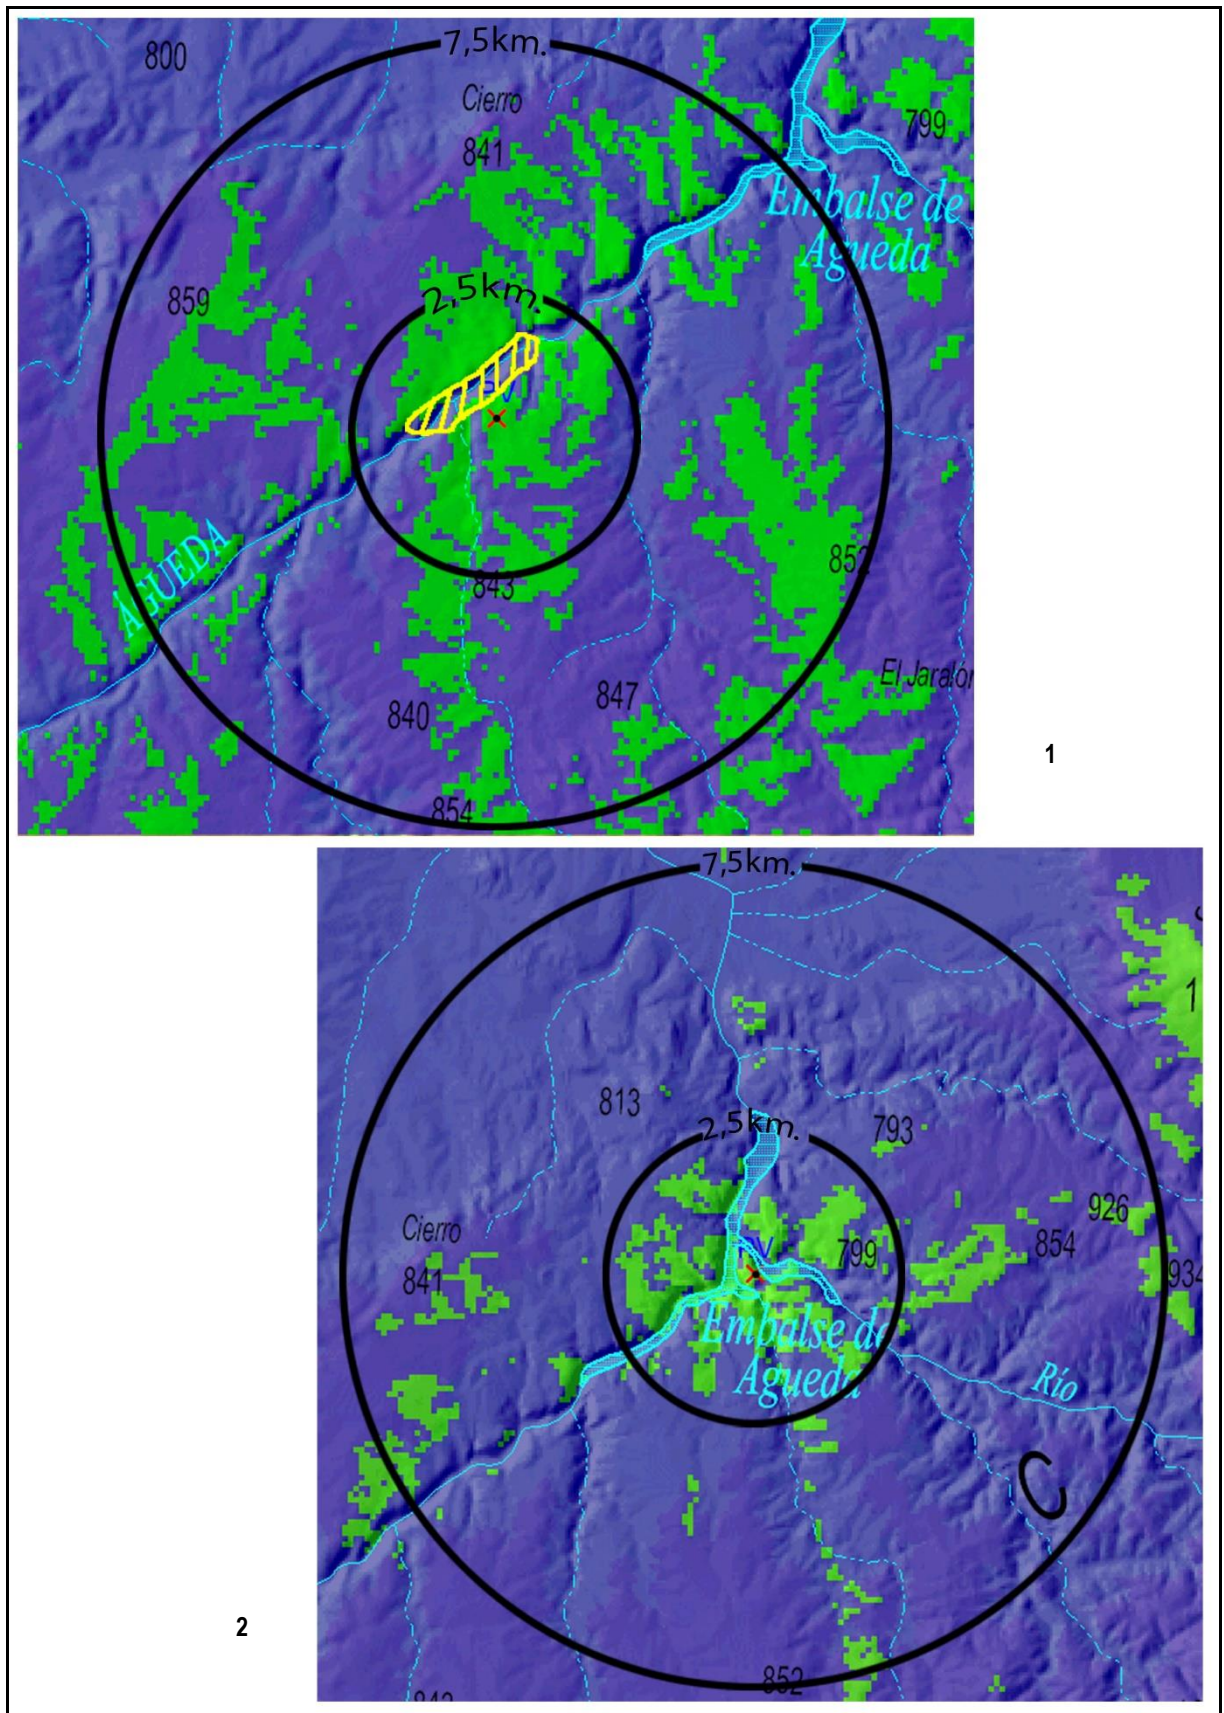 7,5km.
800
Cierro
841
799
Embalse de
Agueda
859
2,5km.
AGUEDA
852
843
El Jaralón
840
847
854
1
7,5km.
1
813
2,5km.
793
926
Cierro
799
854
841
934
Embalse de
Agueda
Río
C
2
852